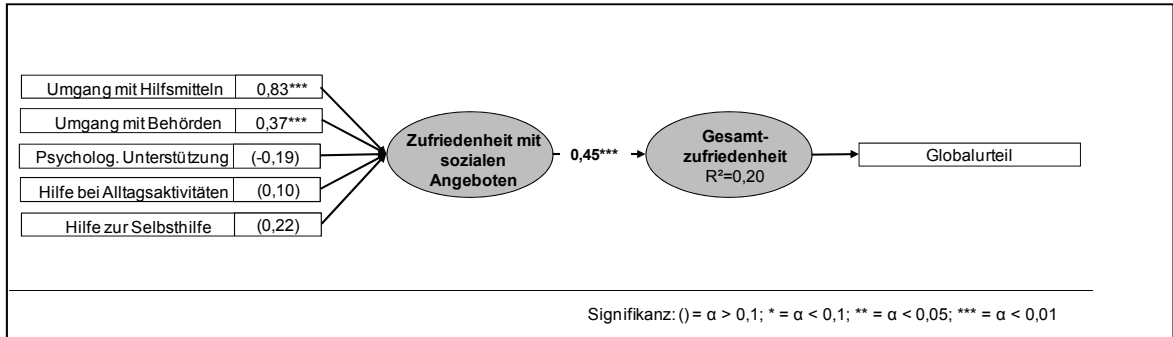 Umgang mit Hilfsmitteln 0,83***
Umgang mit Behörden 0,37***
Psycholog. Unterstützung (-0,19)
Hilfe bei Alltagsaktivitäten (0,10)
Hilfe zur Selbsthilfe (0,22)
Zufriedenheit mit
sozialen
Angeboten
0,45***
Gesamt-
zufriedenheit
R²=0,20
Globalurteil
Signifikanz: () = α > 0,1; * = α < 0,1; ** = α < 0,05; *** = α < 0,01